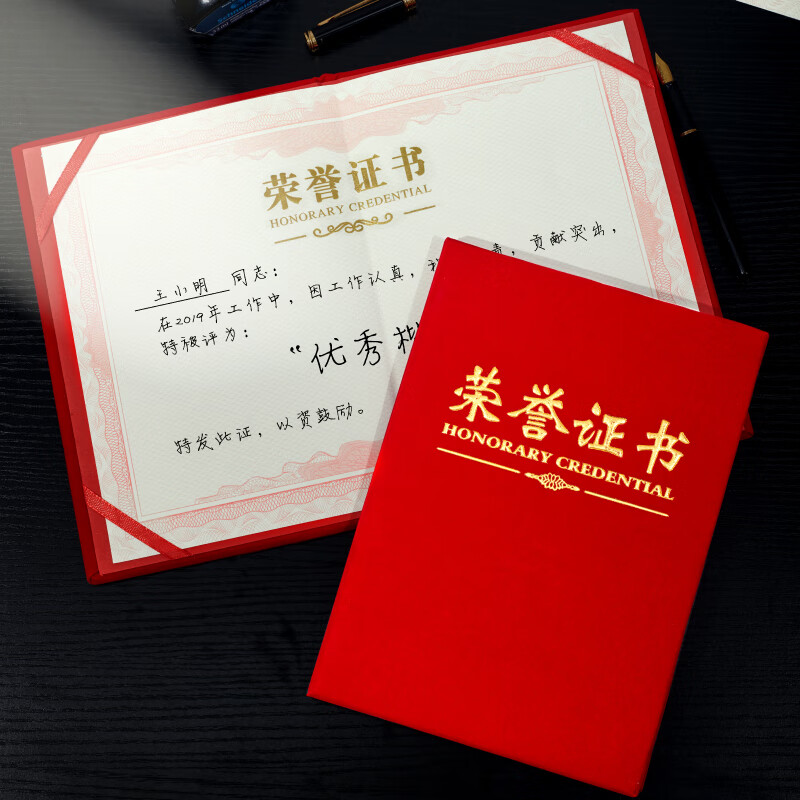 荣誉证书
HONORARY CREDENTIAL
王小明 同志：
在2019年工作中，因工作认真，
贡献突出，
特被评为：
“优秀
特发此证，以资鼓励。
荣誉证书
HONORARY CREDENTIAL